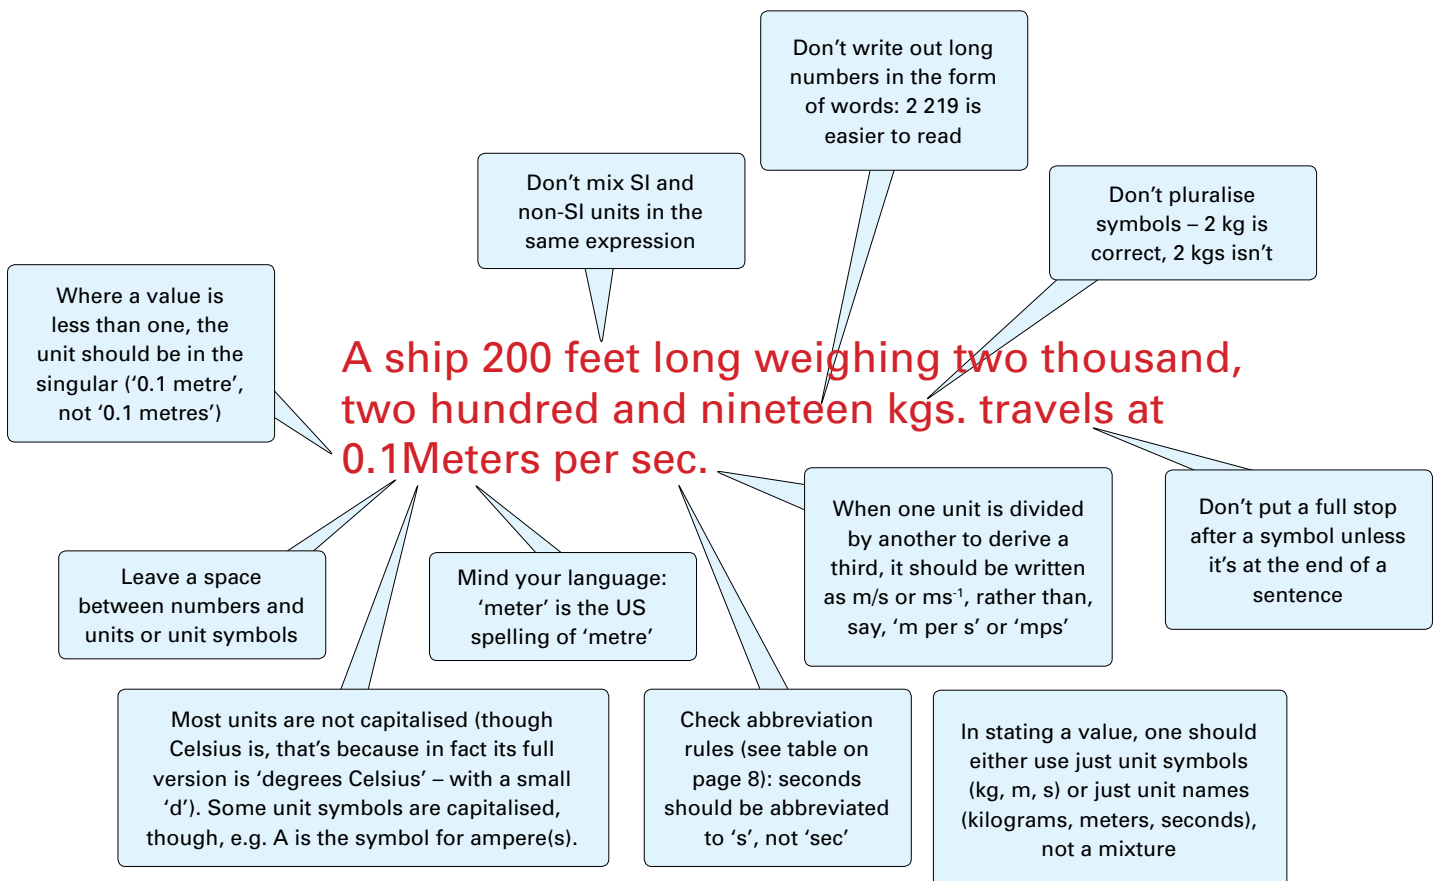 Don’t write out long
numbers in the form
of words: 2 219 is
easier to read
Don’t mix SI and
non-SI units in the
same expression
Don’t pluralise
symbols – 2 kg is
correct, 2 kgs isn’t
Where a value is
less than one, the
unit should be in the
singular (‘0.1 metre’,
not ‘0.1 metres’)
A ship 200 feet long weighing two thousand,
two hundred and nineteen kgs. travels at
0.1Meters per sec.
Leave a space
between numbers and
units or unit symbols
Mind your language:
‘meter’ is the US
spelling of ‘metre’
When one unit is divided
by another to derive a
third, it should be written
as m/s or ms⁻¹, rather than,
say, ‘m per s’ or ‘mps’
Don’t put a full stop
after a symbol unless
it’s at the end of a
sentence
Most units are not capitalised (though
Celsius is, that’s because in fact its full
version is ‘degrees Celsius’ – with a small
‘d’). Some unit symbols are capitalised,
though, e.g. A is the symbol for ampere(s).
Check abbreviation
rules (see table on
page 8): seconds
should be abbreviated
to ‘s’, not ‘sec’
In stating a value, one should
either use just unit symbols
(kg, m, s) or just unit names
(kilograms, meters, seconds),
not a mixture